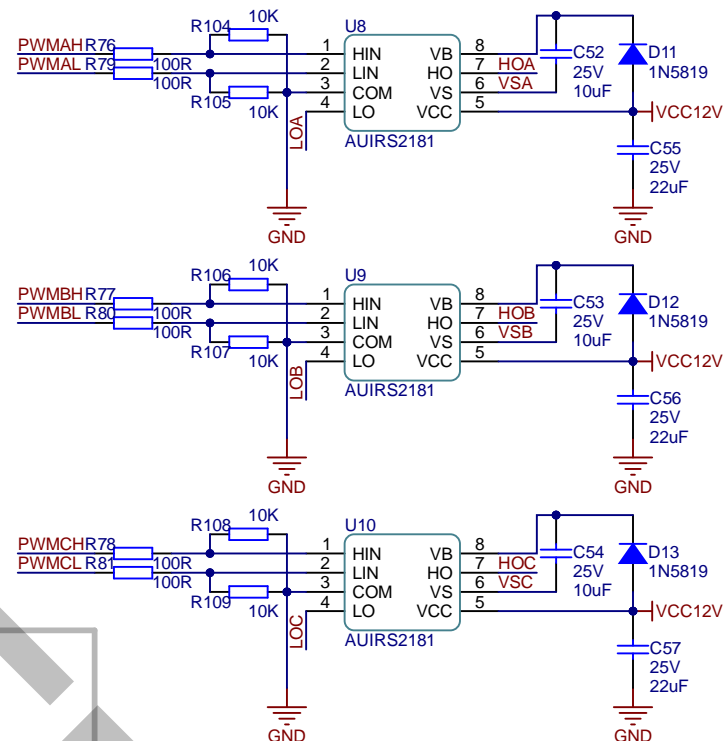 R104 10K U8
PWMAH R76 1 HIN VB 8 C52 D11
PWMAL R79 100R 2 LIN HO 7 HOA 25V 1N5819
100R 3 COM VS 6 VSA 10uF
R105 10K 4 LO VCC 5 VCC12V
LOA AUIRS2181 C55
25V
22uF
GND GND
R106 10K U9
PWMBH R77 1 HIN VB 8 C53 D12
PWMBL R80 100R 2 LIN HO 7 HOB 25V 1N5819
100R 3 COM VS 6 VSB 10uF
R107 10K 4 LO VCC 5 VCC12V
LOB AUIRS2181 C56
25V
22uF
GND GND
R108 10K U10
PWMCH R78 1 HIN VB 8 C54 D13
PWMCL R81 100R 2 LIN HO 7 HOC 25V 1N5819
100R 3 COM VS 6 VSC 10uF
R109 10K 4 LO VCC 5 VCC12V
LOC AUIRS2181 C57
25V
22uF
GND GND